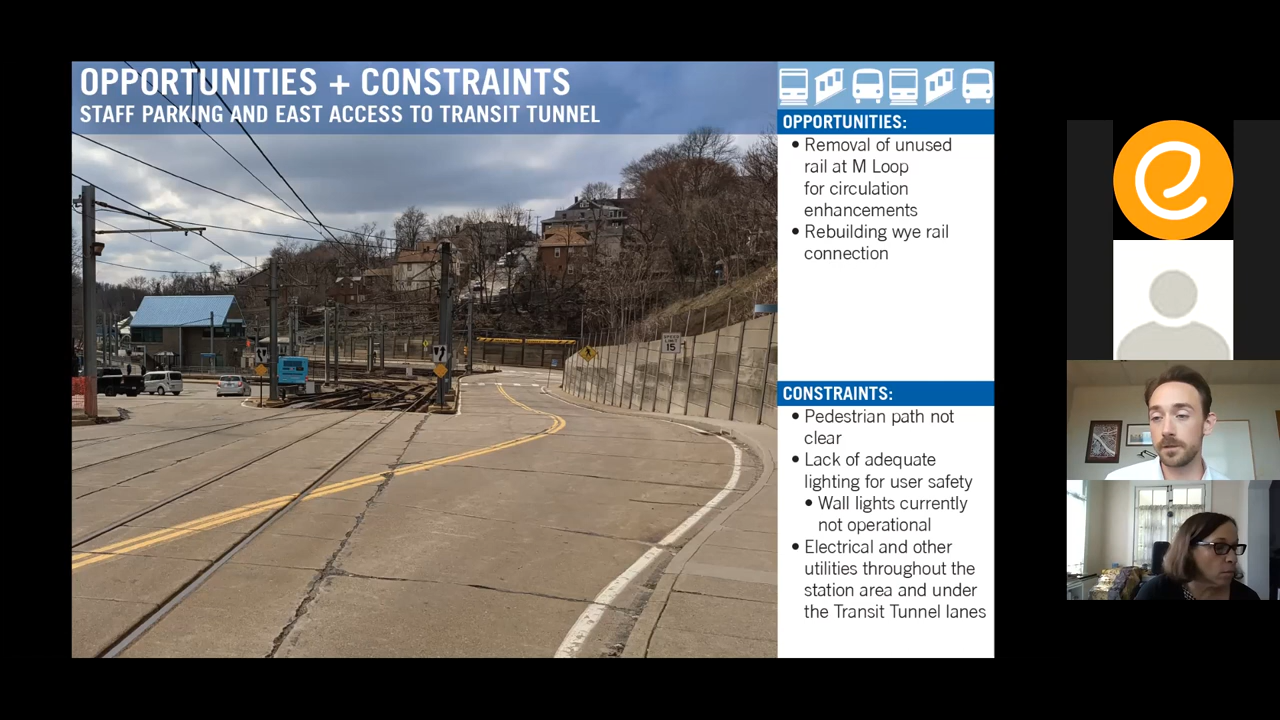 OPPORTUNITIES + CONSTRAINTS
STAFF PARKING AND EAST ACCESS TO TRANSIT TUNNEL
OPPORTUNITIES:
• Removal of unused
rail at M Loop
for circulation
enhancements
• Rebuilding wye rail
connection
SPEED
LIMIT
15
CONSTRAINTS:
• Pedestrian path not
clear
• Lack of adequate
lighting for user safety
• Wall lights currently
not operational
• Electrical and other
utilities throughout the
station area and under
the Transit Tunnel lanes